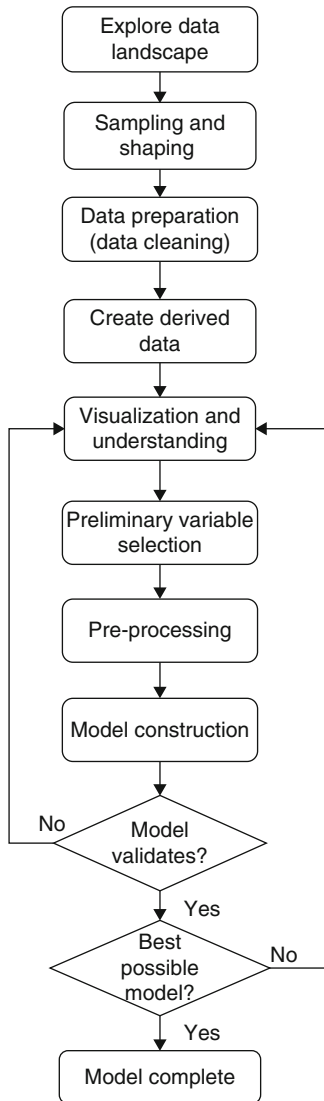 Explore data
landscape
Sampling and
shaping
Data preparation
(data cleaning)
Create derived
data
Visualization and
understanding
Preliminary variable
selection
Pre-processing
Model construction
No
Model
validates?
Yes
Best
possible
model?
No
Yes
Model complete